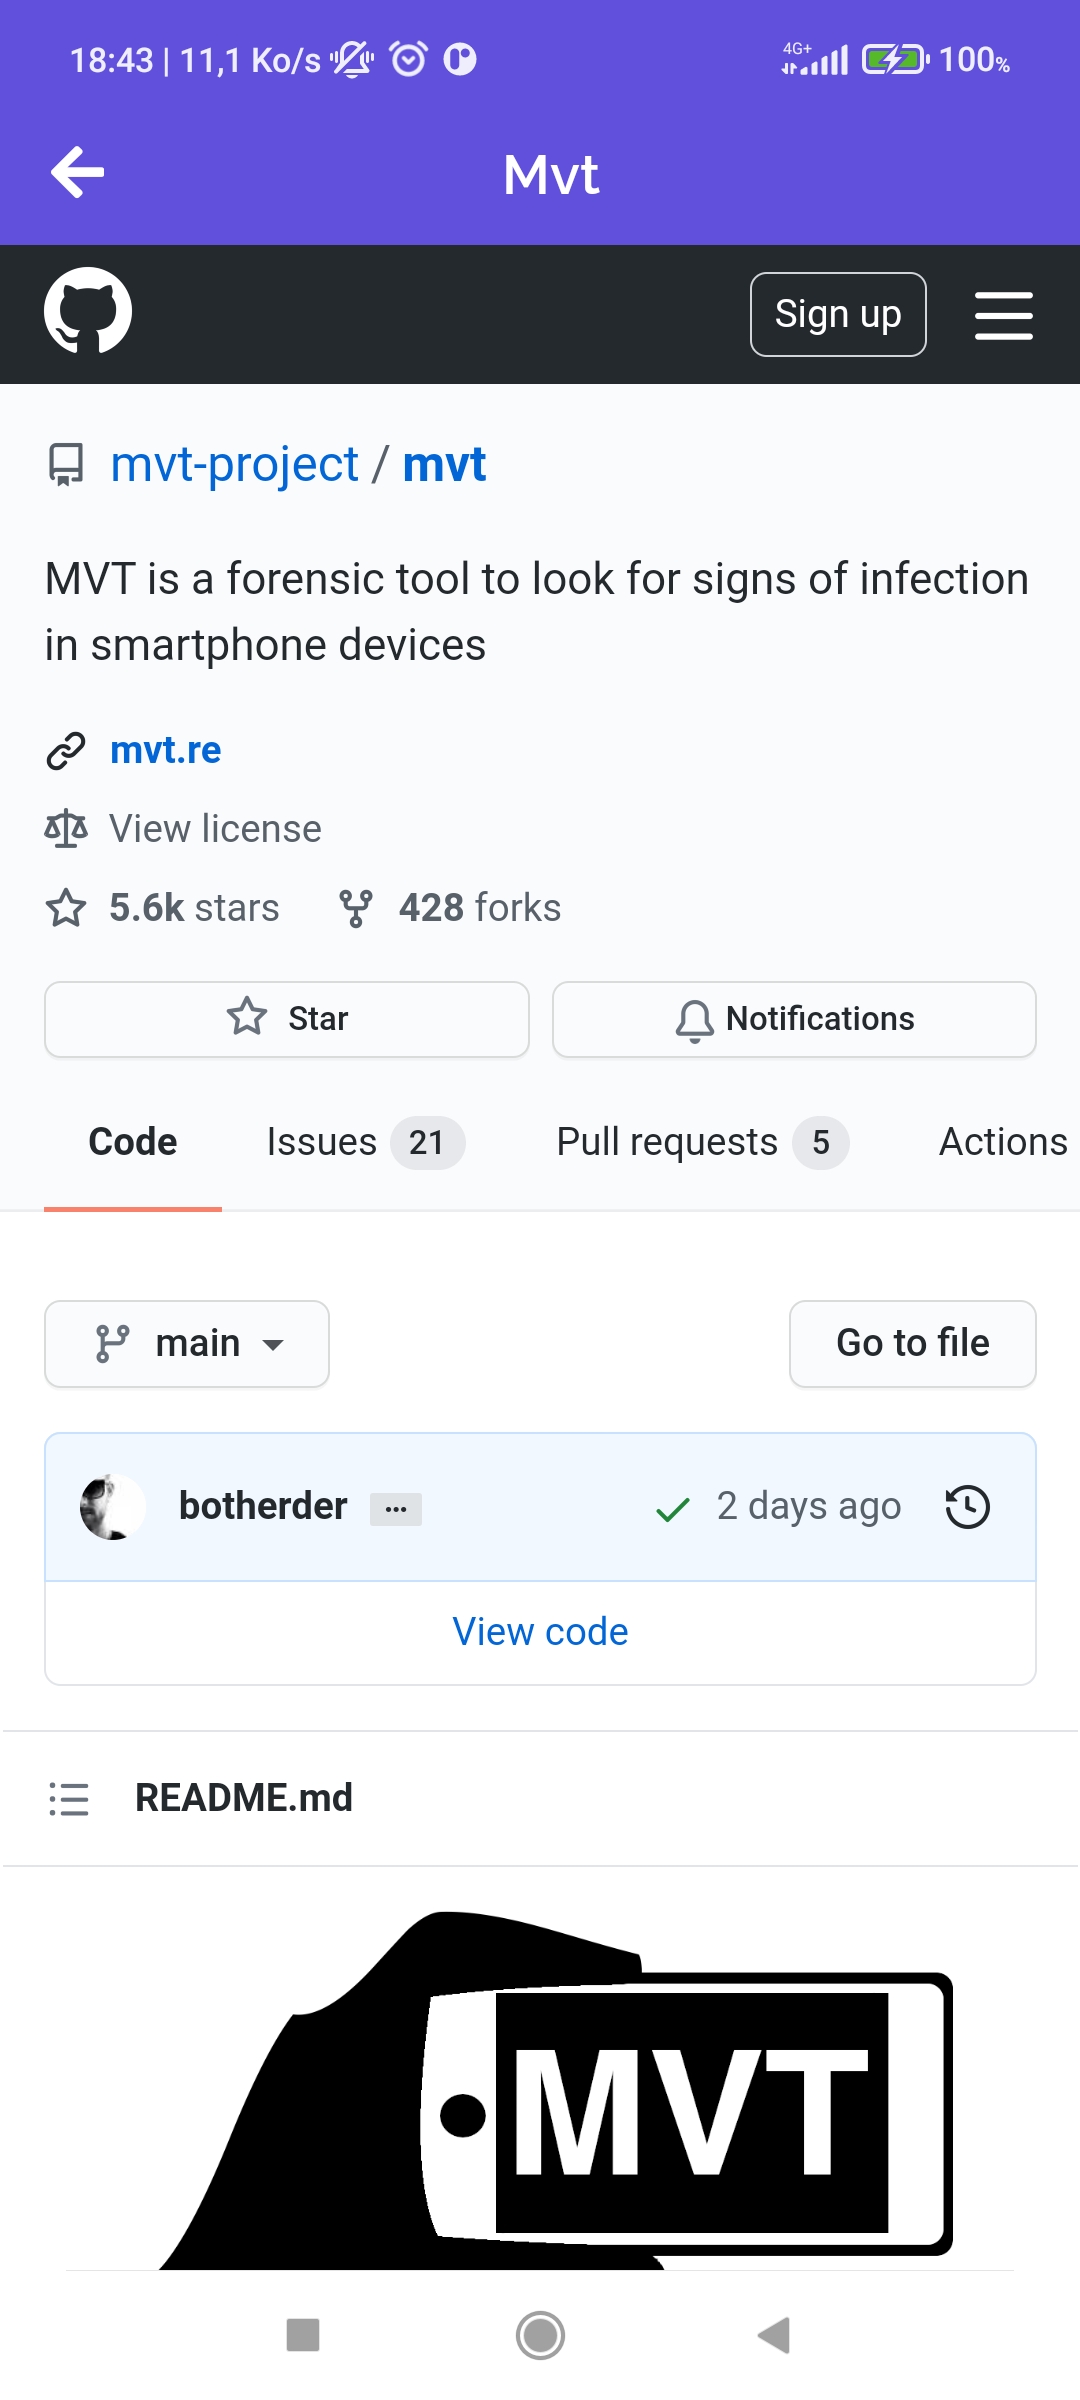 18:43 | 11,1 Ko/s 4G+ 100%
Mvt
Sign up
mvt-project / mvt
MVT is a forensic tool to look for signs of infection
in smartphone devices
mvt.re
View license
5.6k stars 428 forks
Star Notifications
Code Issues 21 Pull requests 5 Actions
main Go to file
botherder ... 2 days ago
View code
README.md
MVT